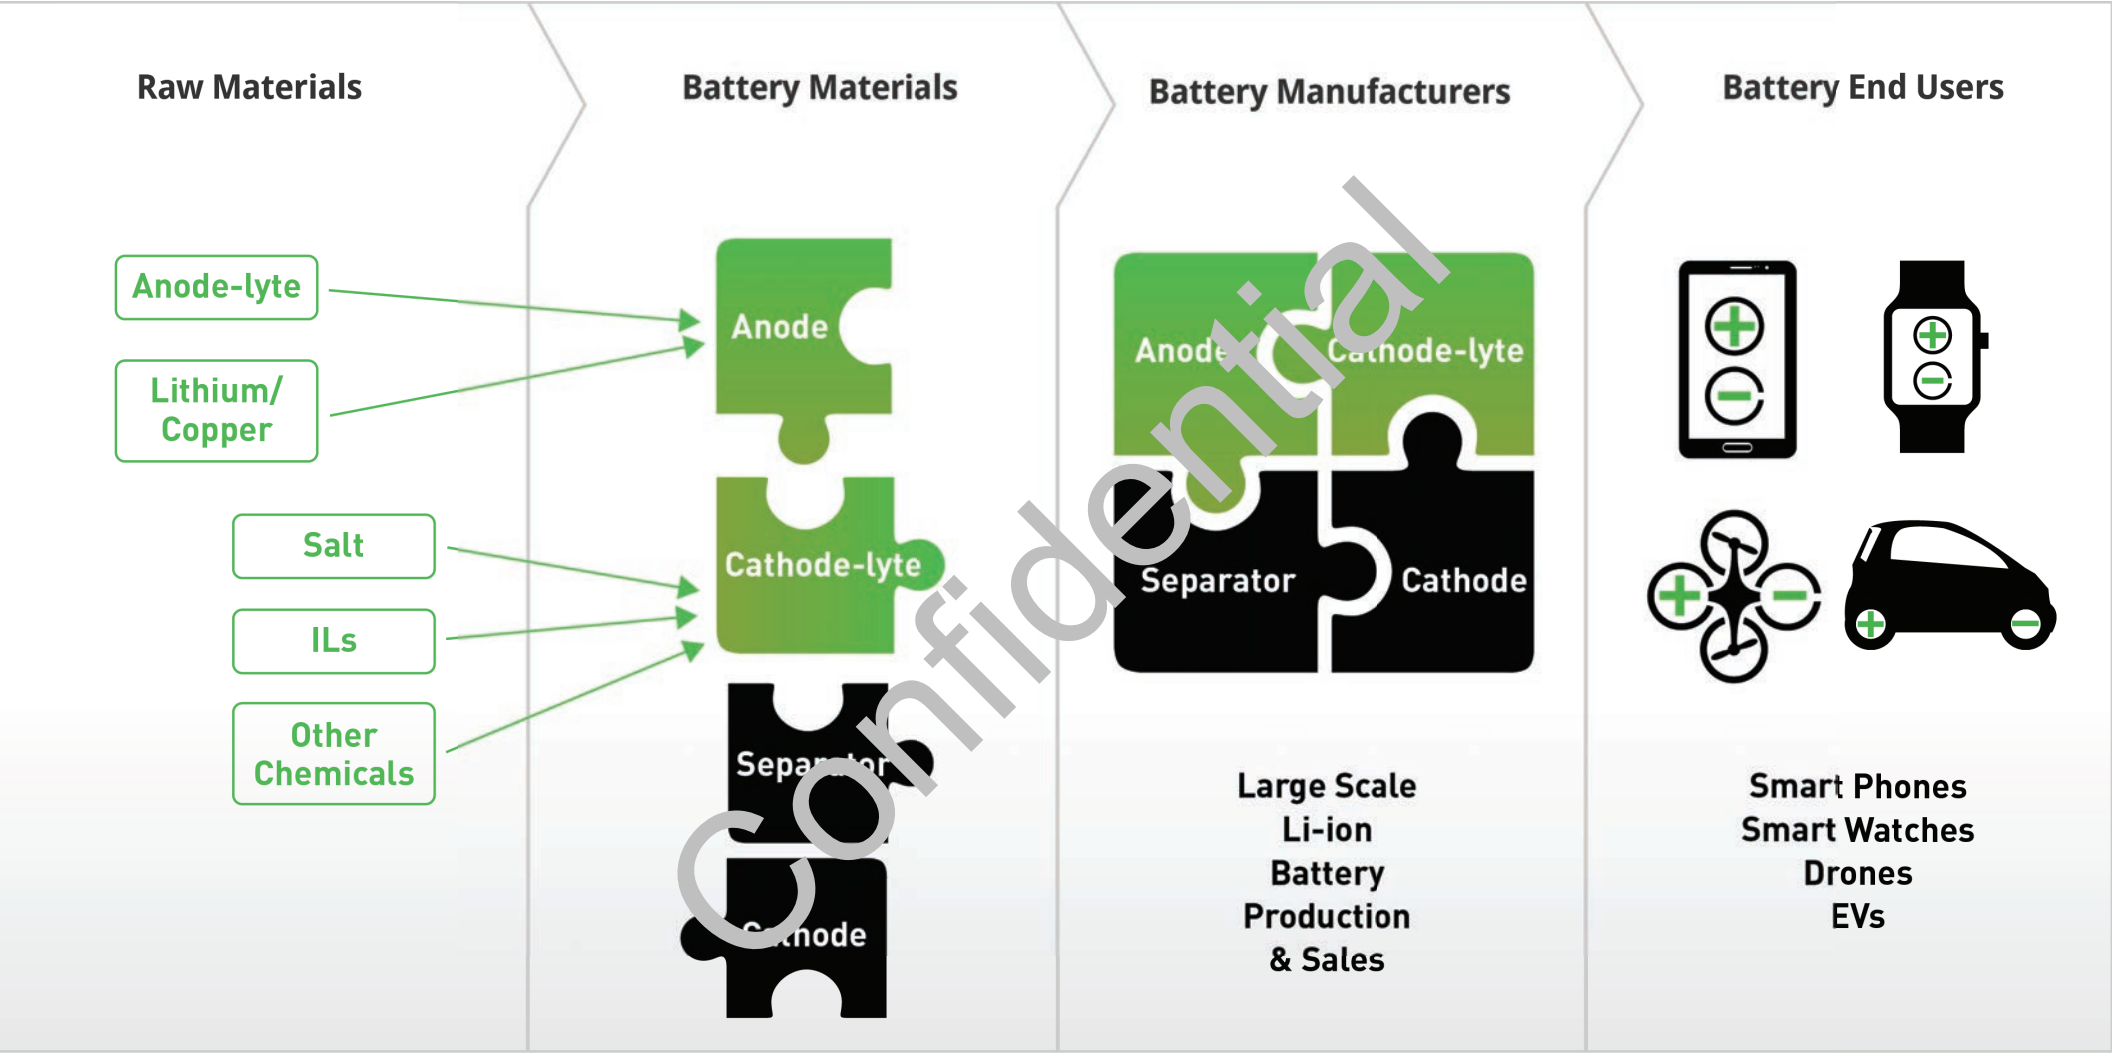 Raw Materials
Battery Materials
Battery Manufacturers
Battery End Users
Anode-lyte
Lithium/
Copper
Salt
ILs
Other
Chemicals
Anode
Cathode-lyte
Separator
Cathode
Anode
Cathode-lyte
Separator
Cathode
Large Scale
Li-ion
Battery
Production
& Sales
Smart Phones
Smart Watches
Drones
EVs
Confidential